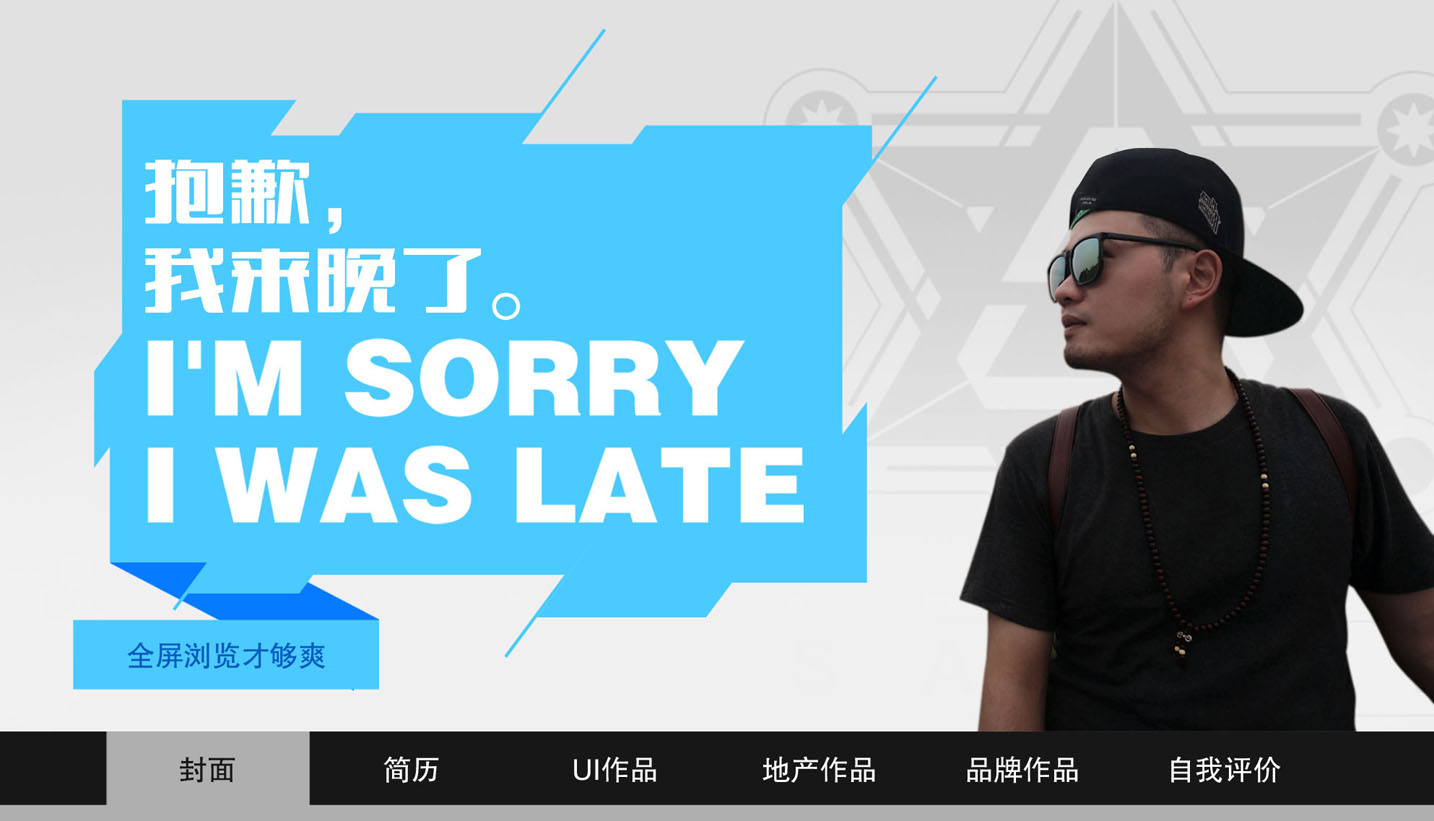 抱歉，
我来晚了。
I'M SORRY
I WAS LATE
全屏浏览才够爽
封面
简历
UI作品
地产作品
品牌作品
自我评价